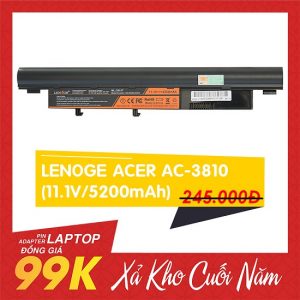 LENOGE ACER AC-3810
(11.1V/5200mAh) 245.000Đ
PIN
ADAPTER LAPTOP
ĐỒNG GIÁ
99K
Xả Kho Cuối Năm